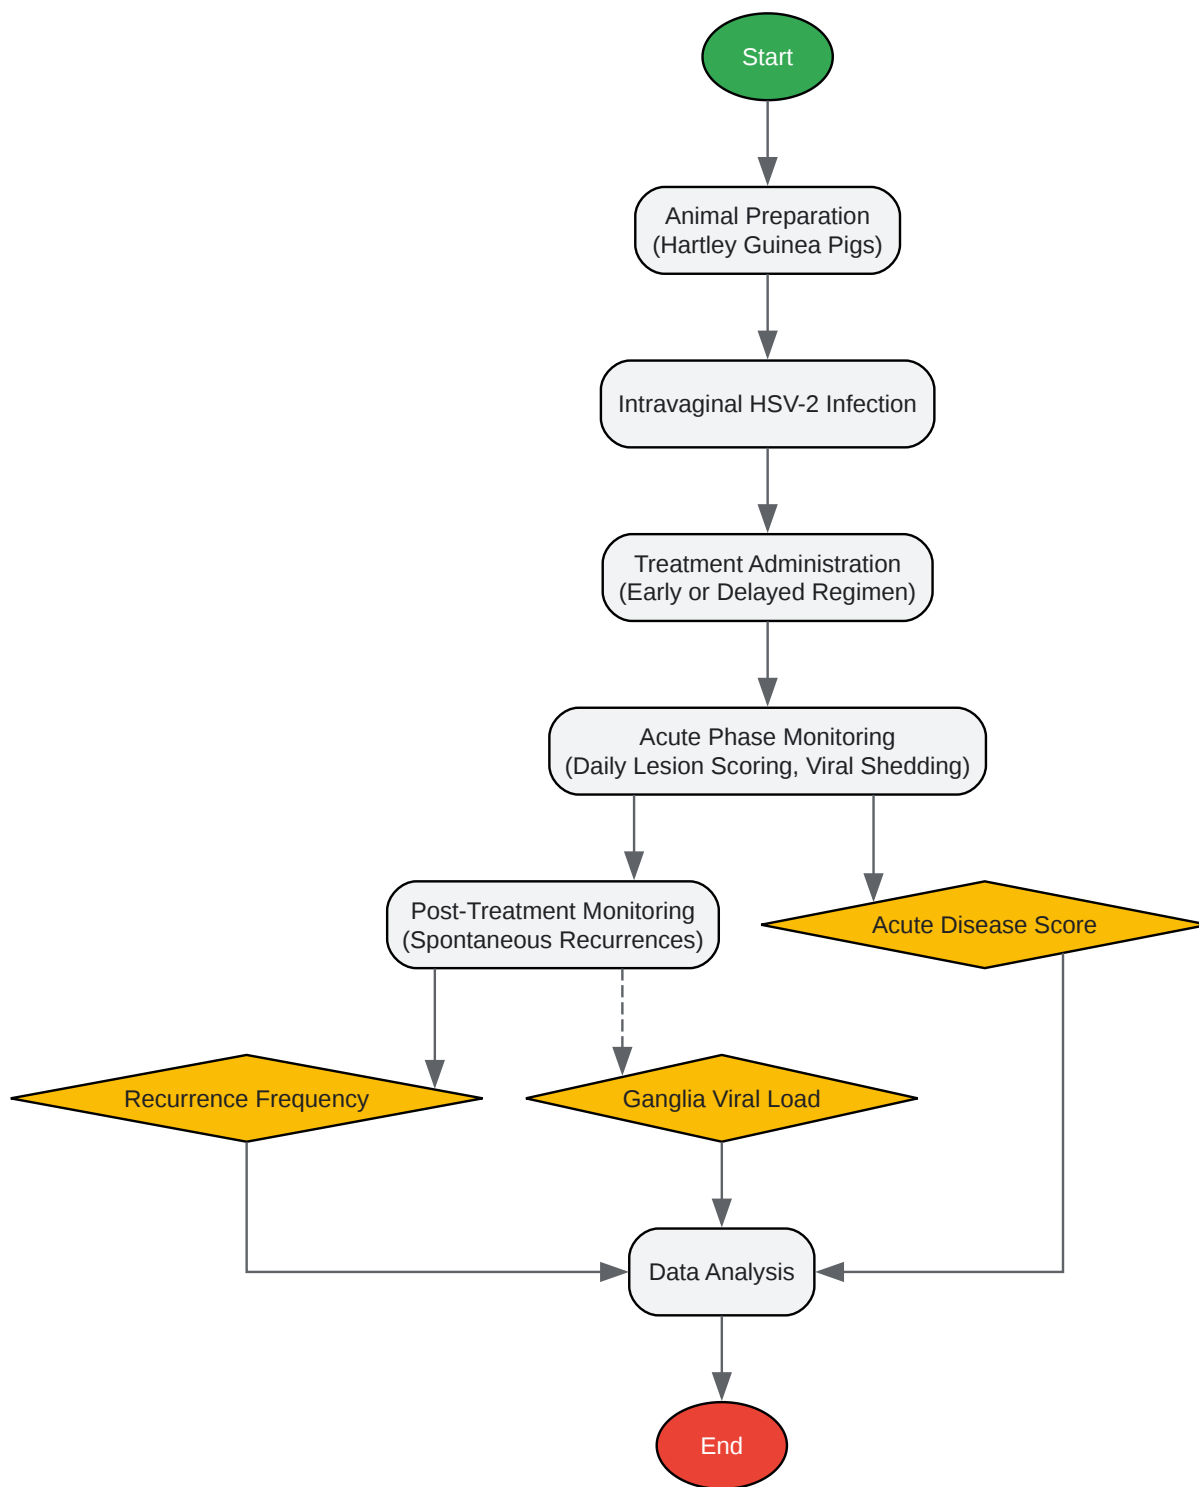 Start
Animal Preparation
(Hartley Guinea Pigs)
Intravaginal HSV-2 Infection
Treatment Administration
(Early or Delayed Regimen)
Acute Phase Monitoring
(Daily Lesion Scoring, Viral Shedding)
Post-Treatment Monitoring
(Spontaneous Recurrences)
Acute Disease Score
Recurrence Frequency
Ganglia Viral Load
Data Analysis
End